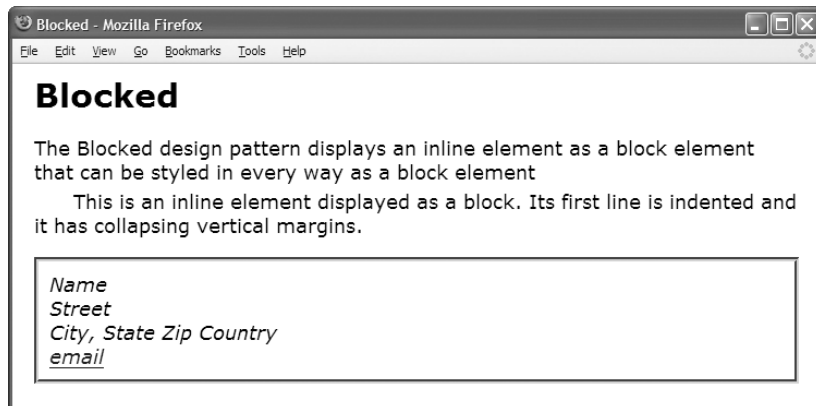 Blocked - Mozilla Firefox
File Edit View Go Bookmarks Tools Help
Blocked
The Blocked design pattern displays an inline element as a block element
that can be styled in every way as a block element
This is an inline element displayed as a block. Its first line is indented and
it has collapsing vertical margins.
Name
Street
City, State Zip Country
email